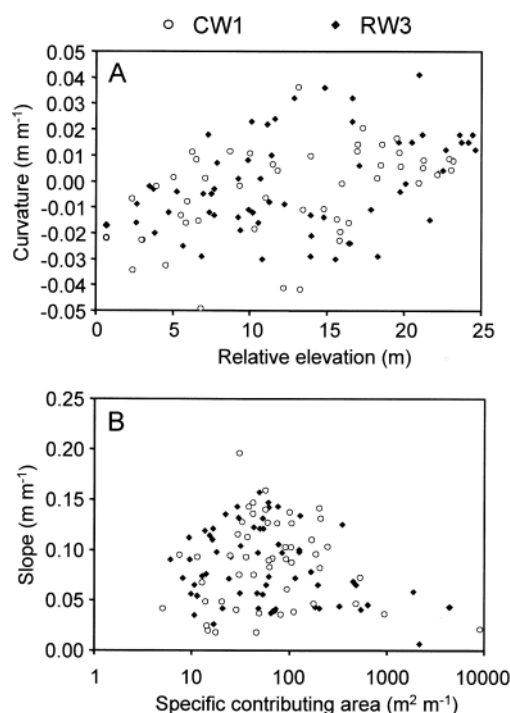 CW1 RW3
A
0.05
0.04
0.03
0.02
0.01
0.00
-0.01
-0.02
-0.03
-0.04
-0.05
Curvature (m m-1)
0 5 10 15 20 25
Relative elevation (m)
B
0.25
0.20
0.15
0.10
0.05
0.00
Slope (m m-1)
1 10 100 1000 10000
Specific contributing area (m2 m-1)